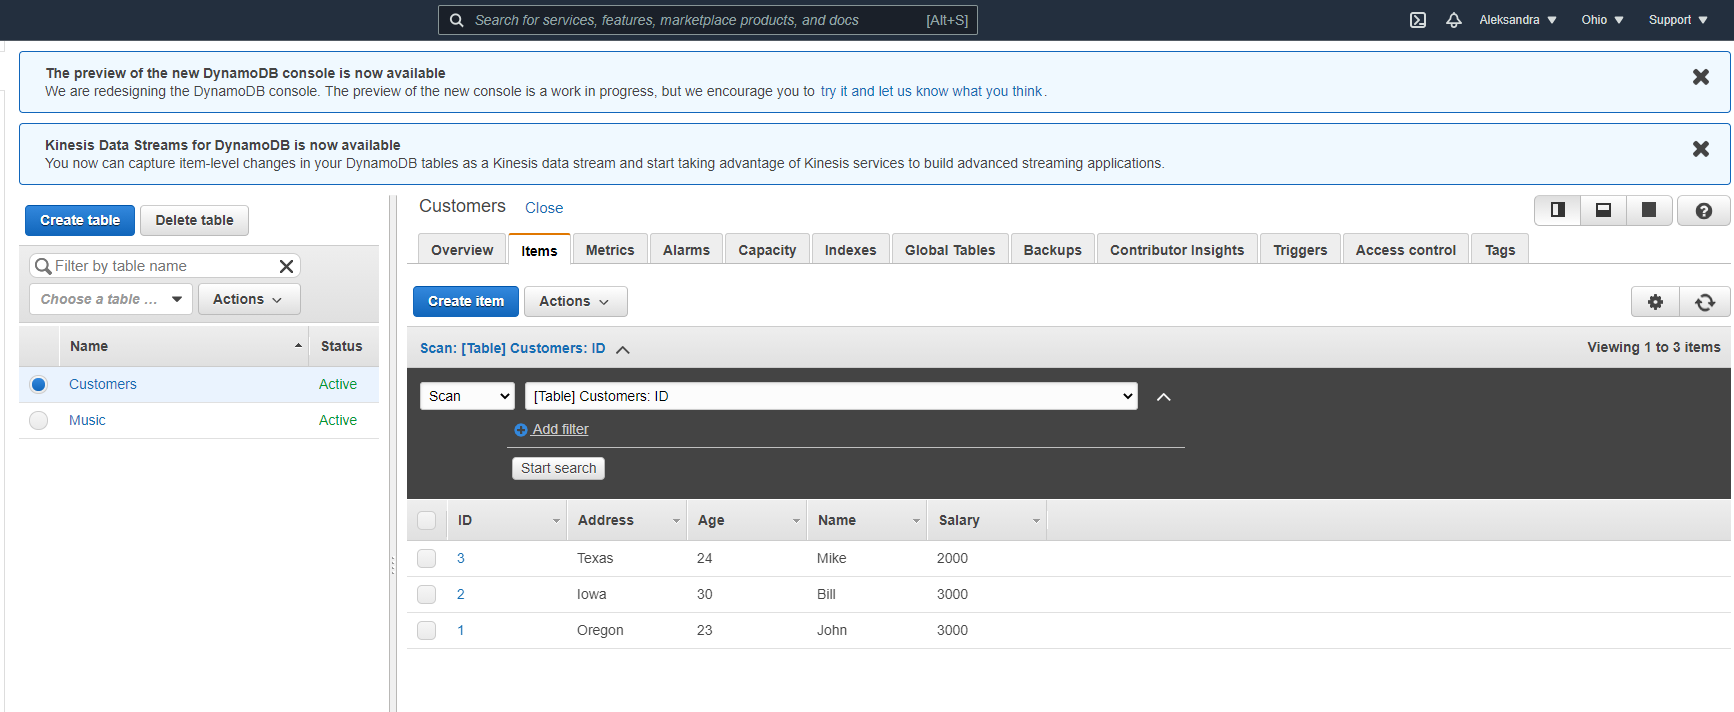 Search for services, features, marketplace products, and docs [Alt+S] Aleksandra Ohio Support
The preview of the new DynamoDB console is now available
We are redesigning the DynamoDB console. The preview of the new console is a work in progress, but we encourage you to try it and let us know what you think.
Kinesis Data Streams for DynamoDB is now available
You now can capture item-level changes in your DynamoDB tables as a Kinesis data stream and start taking advantage of Kinesis services to build advanced streaming applications.
Create table Delete table
Filter by table name
Choose a table ... Actions
Name Status
Customers Active
Music Active
Customers Close
Overview Items Metrics Alarms Capacity Indexes Global Tables Backups Contributor Insights Triggers Access control Tags
Create item Actions
Scan: [Table] Customers: ID Viewing 1 to 3 items
Scan [Table] Customers: ID
Add filter
Start search
ID Address Age Name Salary
3 Texas 24 Mike 2000
2 Iowa 30 Bill 3000
1 Oregon 23 John 3000